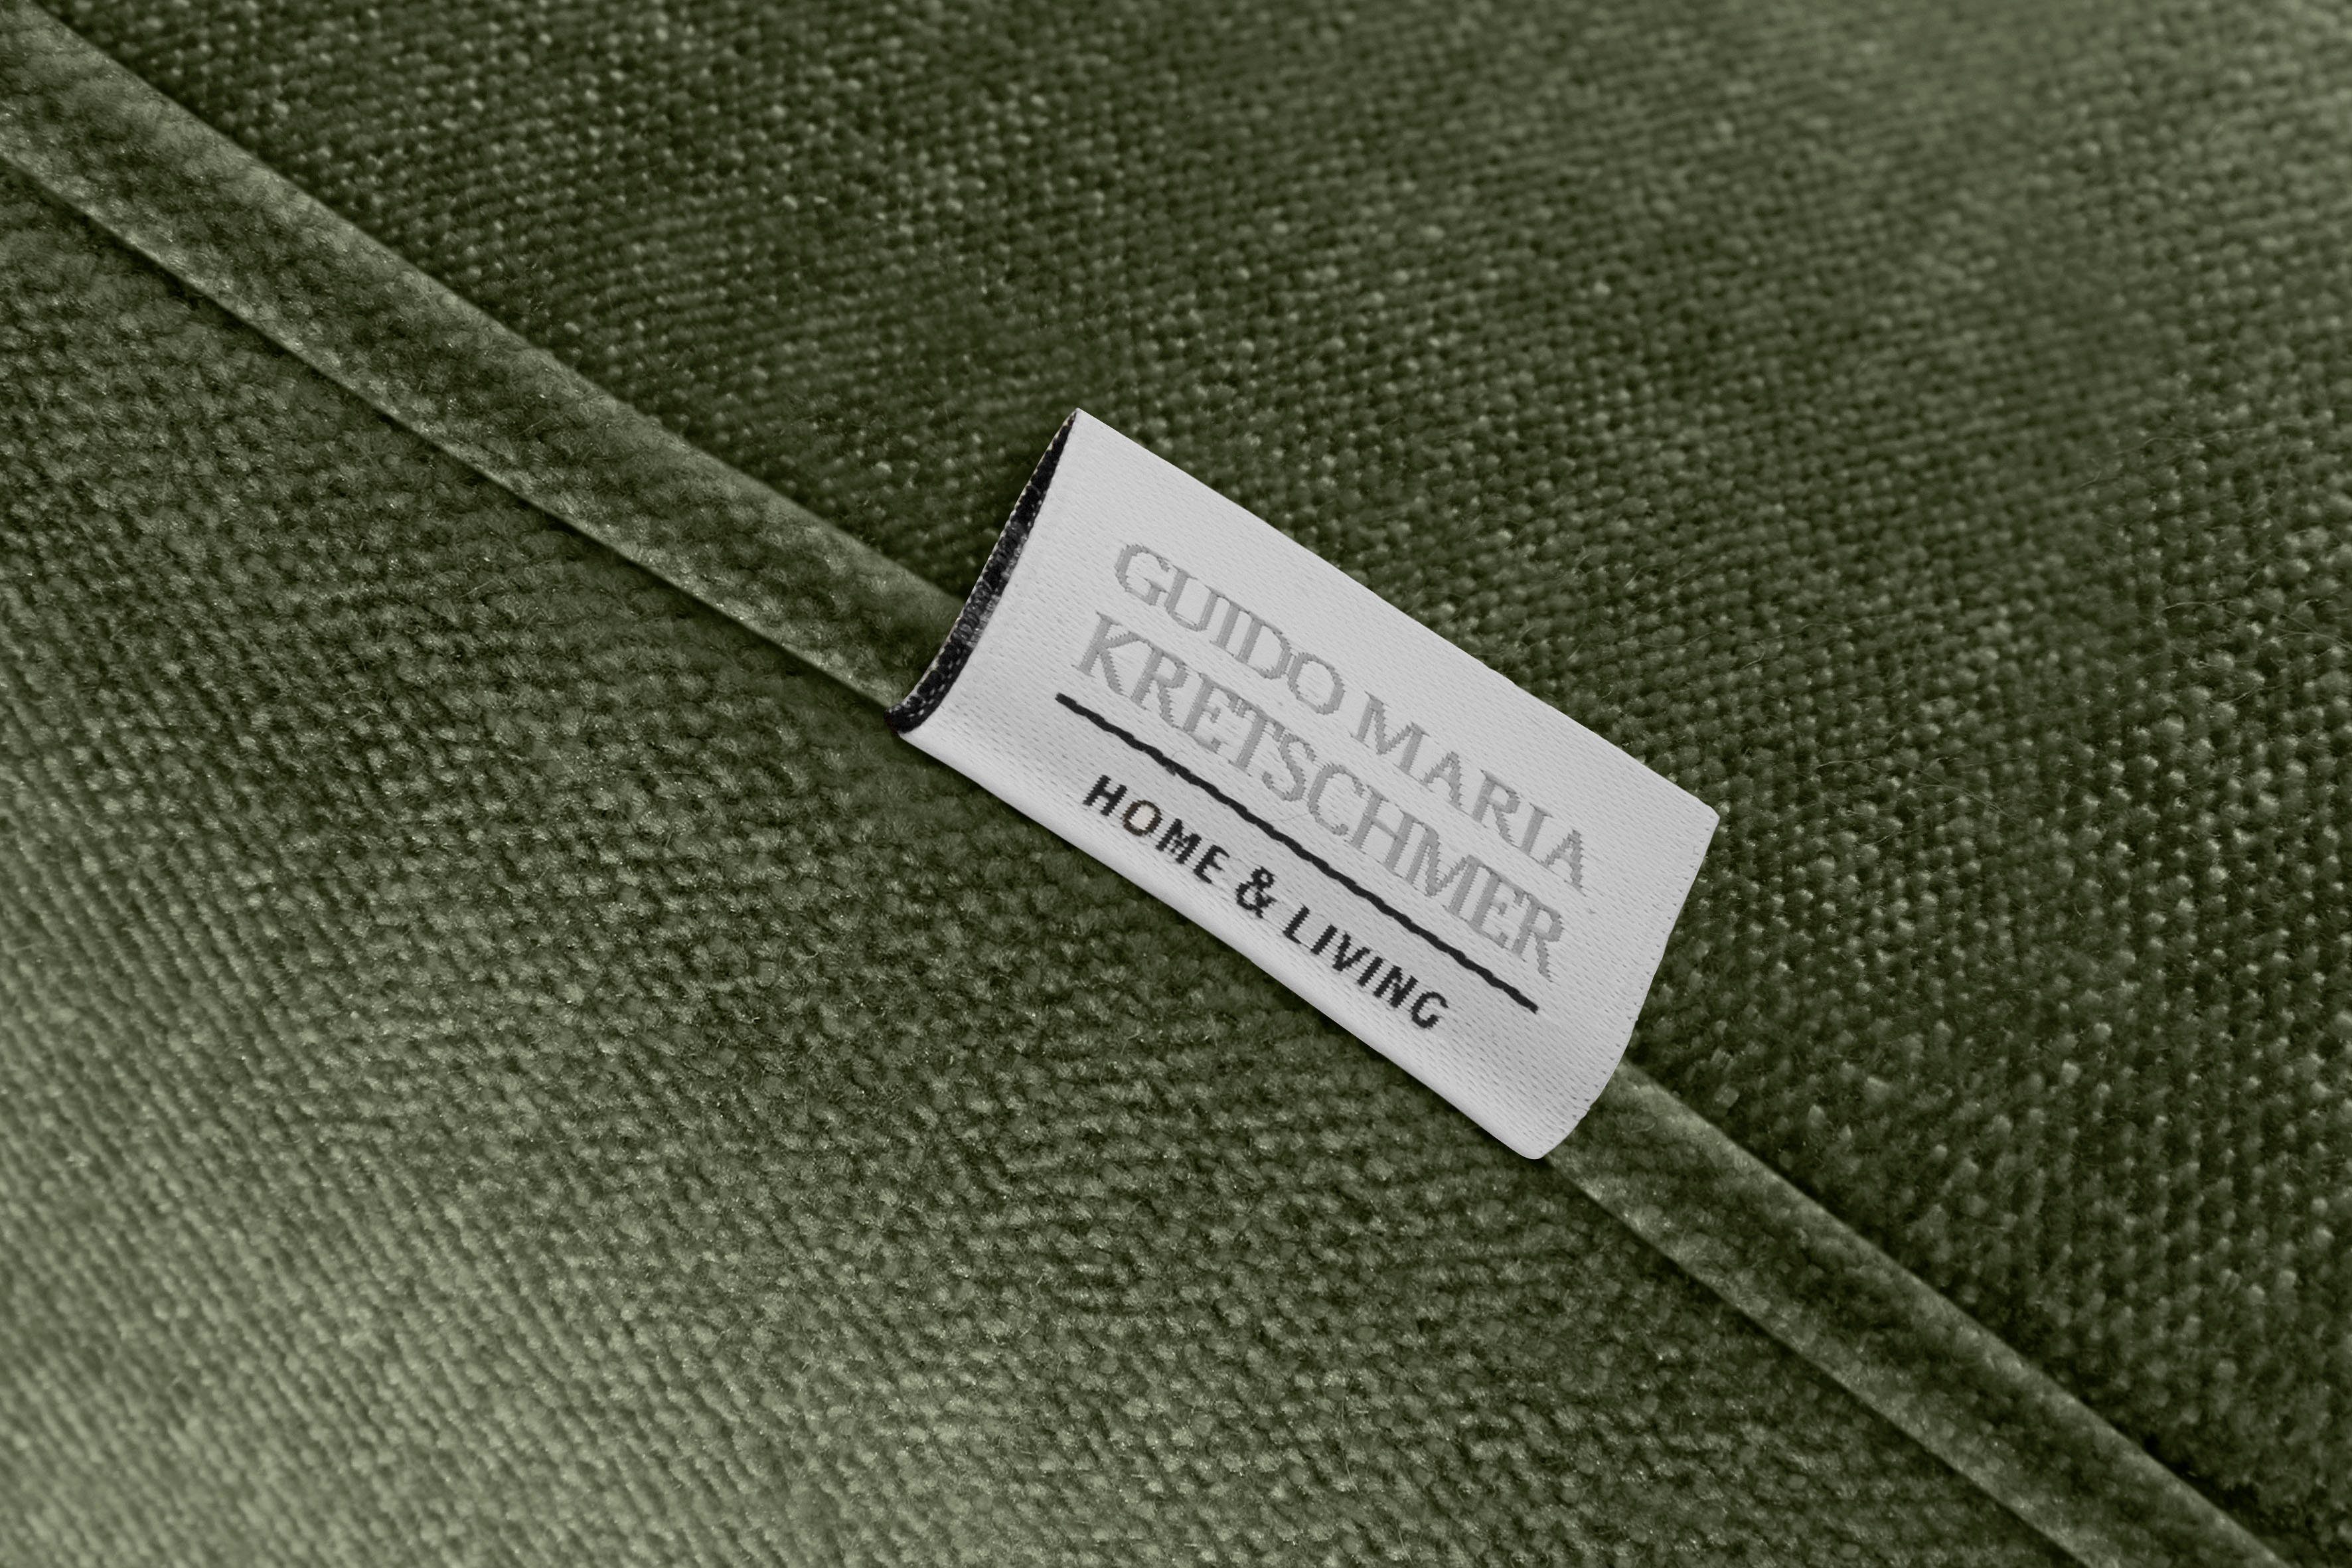 GUIDO MARIA
KRETSCHMER
HOME & LIVING